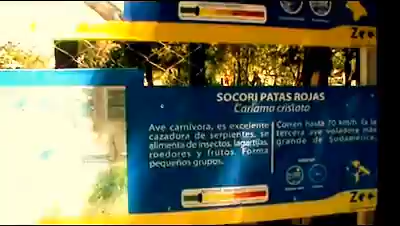 SOCORI PATAS ROJAS
Cariama cristata
Ave carnívora, es excelente
cazadora de serpientes, se
alimenta de insectos, lagartijas,
roedores y frutos. Forma
pequeños grupos.
Corren hasta 70 km/h. Es la
tercera ave voladora más
grande de Sudamérica.